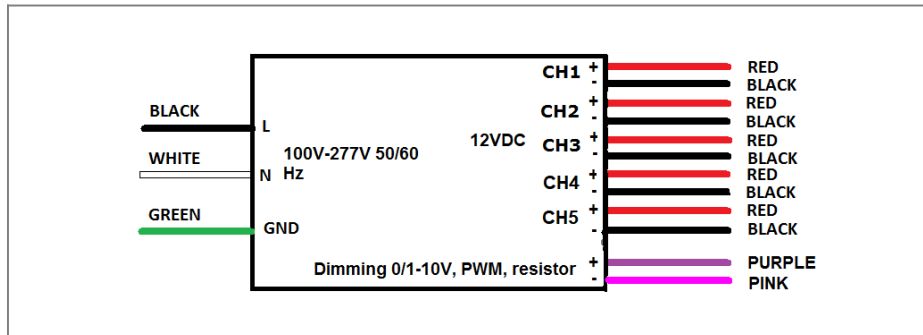 CH1 + RED
- BLACK
CH2 + RED
- BLACK
BLACK
L
12VDC
CH3 + RED
- BLACK
WHITE
N
100V-277V 50/60
Hz
CH4 + RED
- BLACK
GREEN
GND
CH5 + RED
- BLACK
Dimming 0/1-10V, PWM, resistor + PURPLE
- PINK